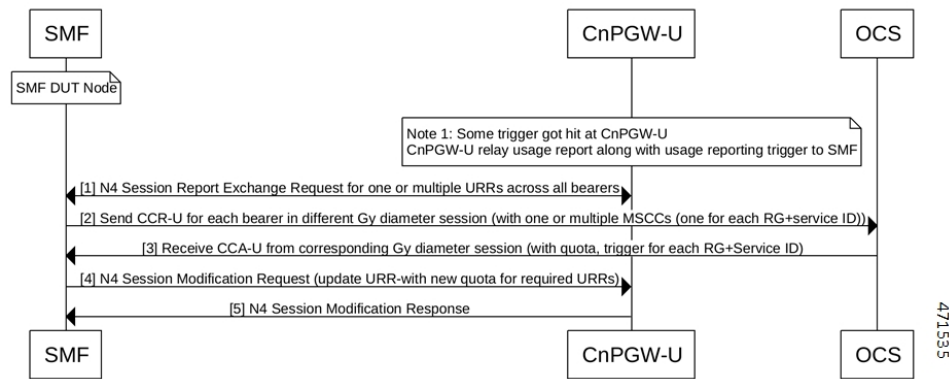 SMF
CnPGW-U
OCS
SMF DUT Node
Note 1: Some trigger got hit at CnPGW-U
CnPGW-U relay usage report along with usage reporting trigger to SMF
[1] N4 Session Report Exchange Request for one or multiple URRs across all bearers
[2] Send CCR-U for each bearer in different Gy diameter session (with one or multiple MSCCs (one for each RG+service ID))
[3] Receive CCA-U from corresponding Gy diameter session (with quota, trigger for each RG+Service ID)
[4] N4 Session Modification Request (update URR-with new quota for required URRs)
[5] N4 Session Modification Response
SMF
CnPGW-U
OCS
471535